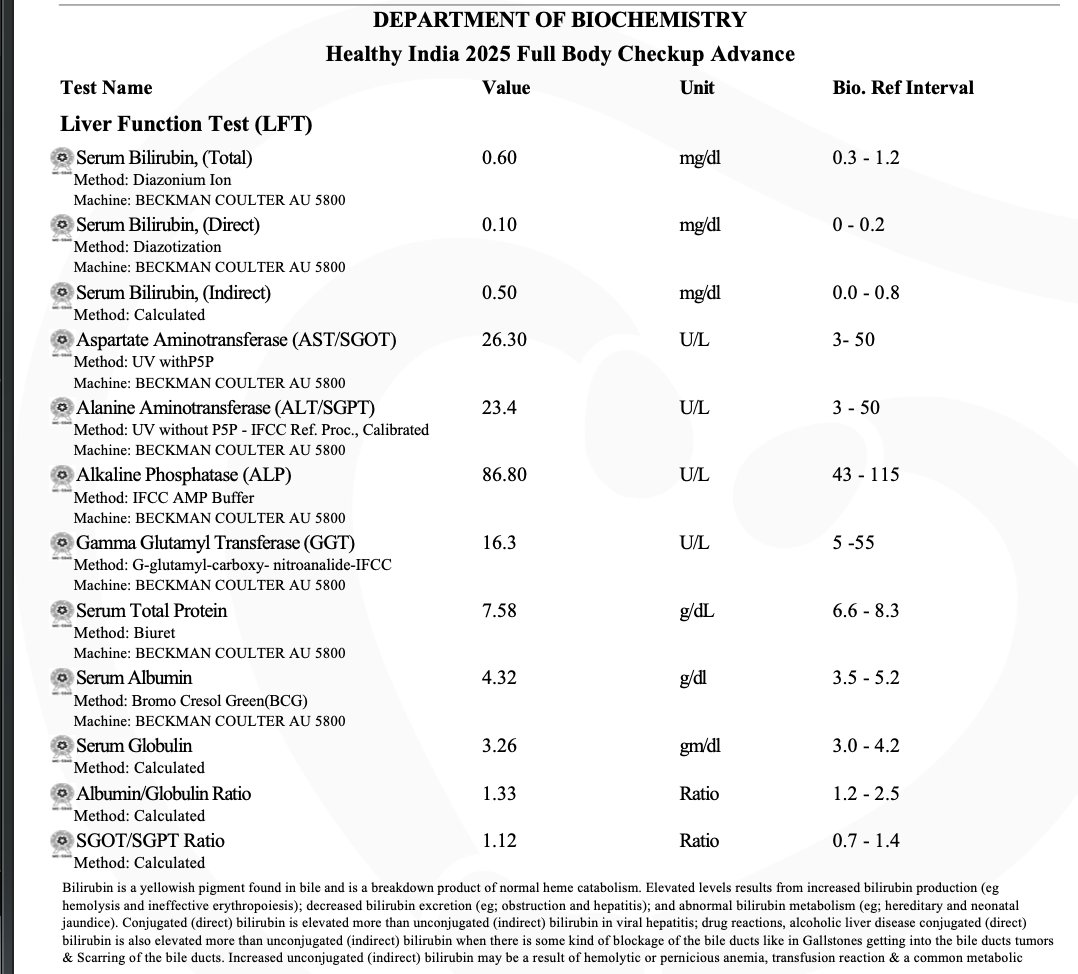 DEPARTMENT OF BIOCHEMISTRY
Healthy India 2025 Full Body Checkup Advance
Test Name Value Unit Bio. Ref Interval
Liver Function Test (LFT)
Serum Bilirubin, (Total) 0.60 mg/dl 0.3 - 1.2
Method: Diazonium Ion
Machine: BECKMAN COULTER AU 5800
Serum Bilirubin, (Direct) 0.10 mg/dl 0 - 0.2
Method: Diazotization
Machine: BECKMAN COULTER AU 5800
Serum Bilirubin, (Indirect) 0.50 mg/dl 0.0 - 0.8
Method: Calculated
Aspartate Aminotransferase (AST/SGOT) 26.30 U/L 3- 50
Method: UV withP5P
Machine: BECKMAN COULTER AU 5800
Alanine Aminotransferase (ALT/SGPT) 23.4 U/L 3 - 50
Method: UV without P5P - IFCC Ref. Proc., Calibrated
Machine: BECKMAN COULTER AU 5800
Alkaline Phosphatase (ALP) 86.80 U/L 43 - 115
Method: IFCC AMP Buffer
Machine: BECKMAN COULTER AU 5800
Gamma Glutamyl Transferase (GGT) 16.3 U/L 5 -55
Method: G-glutamyl-carboxy- nitroanalide-IFCC
Machine: BECKMAN COULTER AU 5800
Serum Total Protein 7.58 g/dL 6.6 - 8.3
Method: Biuret
Machine: BECKMAN COULTER AU 5800
Serum Albumin 4.32 g/dl 3.5 - 5.2
Method: Bromo Cresol Green(BCG)
Machine: BECKMAN COULTER AU 5800
Serum Globulin 3.26 gm/dl 3.0 - 4.2
Method: Calculated
Albumin/Globulin Ratio 1.33 Ratio 1.2 - 2.5
Method: Calculated
SGOT/SGPT Ratio 1.12 Ratio 0.7 - 1.4
Method: Calculated
Bilirubin is a yellowish pigment found in bile and is a breakdown product of normal heme catabolism. Elevated levels results from increased bilirubin production (eg
hemolysis and ineffective erythropoiesis); decreased bilirubin excretion (eg; obstruction and hepatitis); and abnormal bilirubin metabolism (eg; hereditary and neonatal
jaundice). Conjugated (direct) bilirubin is elevated more than unconjugated (indirect) bilirubin in viral hepatitis; drug reactions, alcoholic liver disease conjugated (direct)
bilirubin is also elevated more than unconjugated (indirect) bilirubin when there is some kind of blockage of the bile ducts like in Gallstones getting into the bile ducts tumors
& Scarring of the bile ducts. Increased unconjugated (indirect) bilirubin may be a result of hemolytic or pernicious anemia, transfusion reaction & a common metabolic